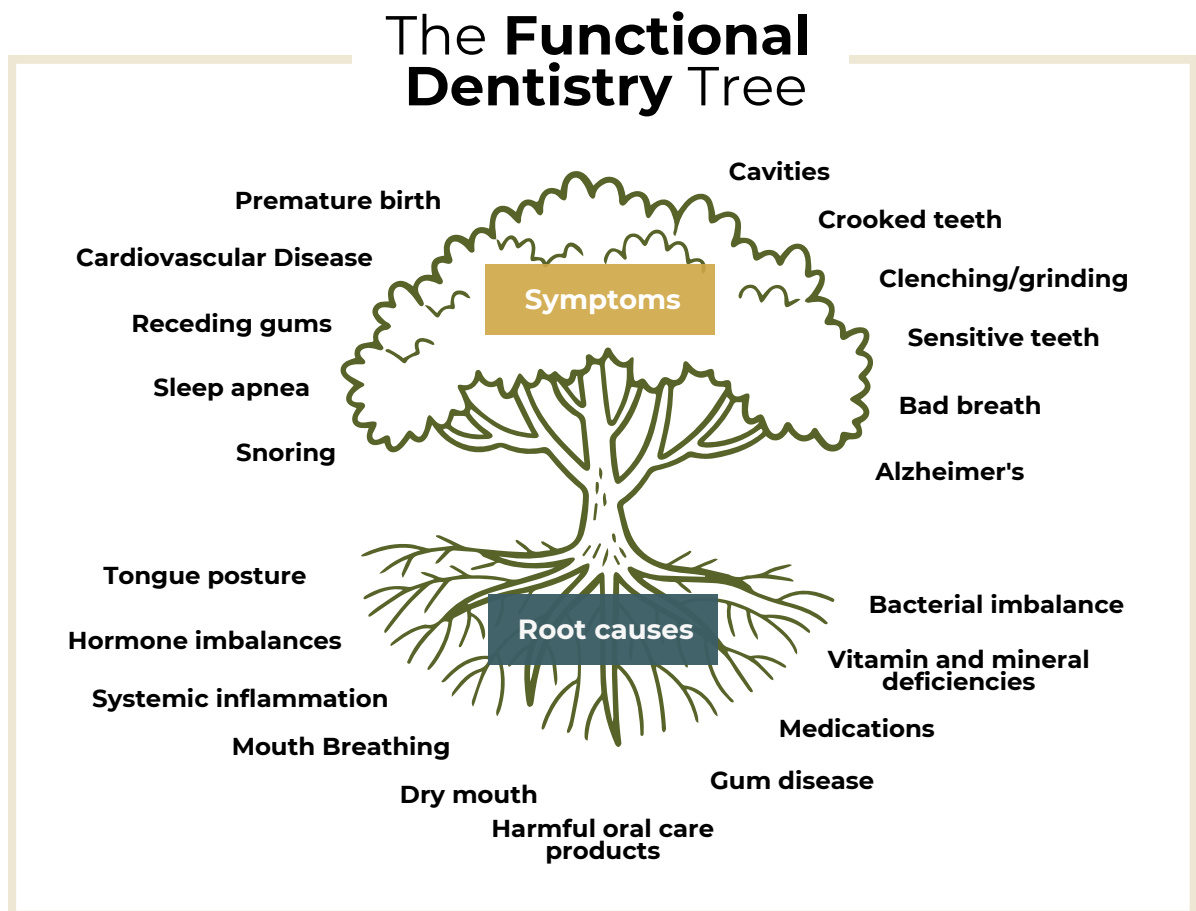 The Functional
Dentistry Tree
Premature birth
Cardiovascular Disease
Receding gums
Sleep apnea
Snoring
Cavities
Crooked teeth
Clenching/grinding
Sensitive teeth
Bad breath
Alzheimer's
Symptoms
Root causes
Tongue posture
Hormone imbalances
Systemic inflammation
Mouth Breathing
Dry mouth
Harmful oral care
products
Gum disease
Medications
Vitamin and mineral
deficiencies
Bacterial imbalance